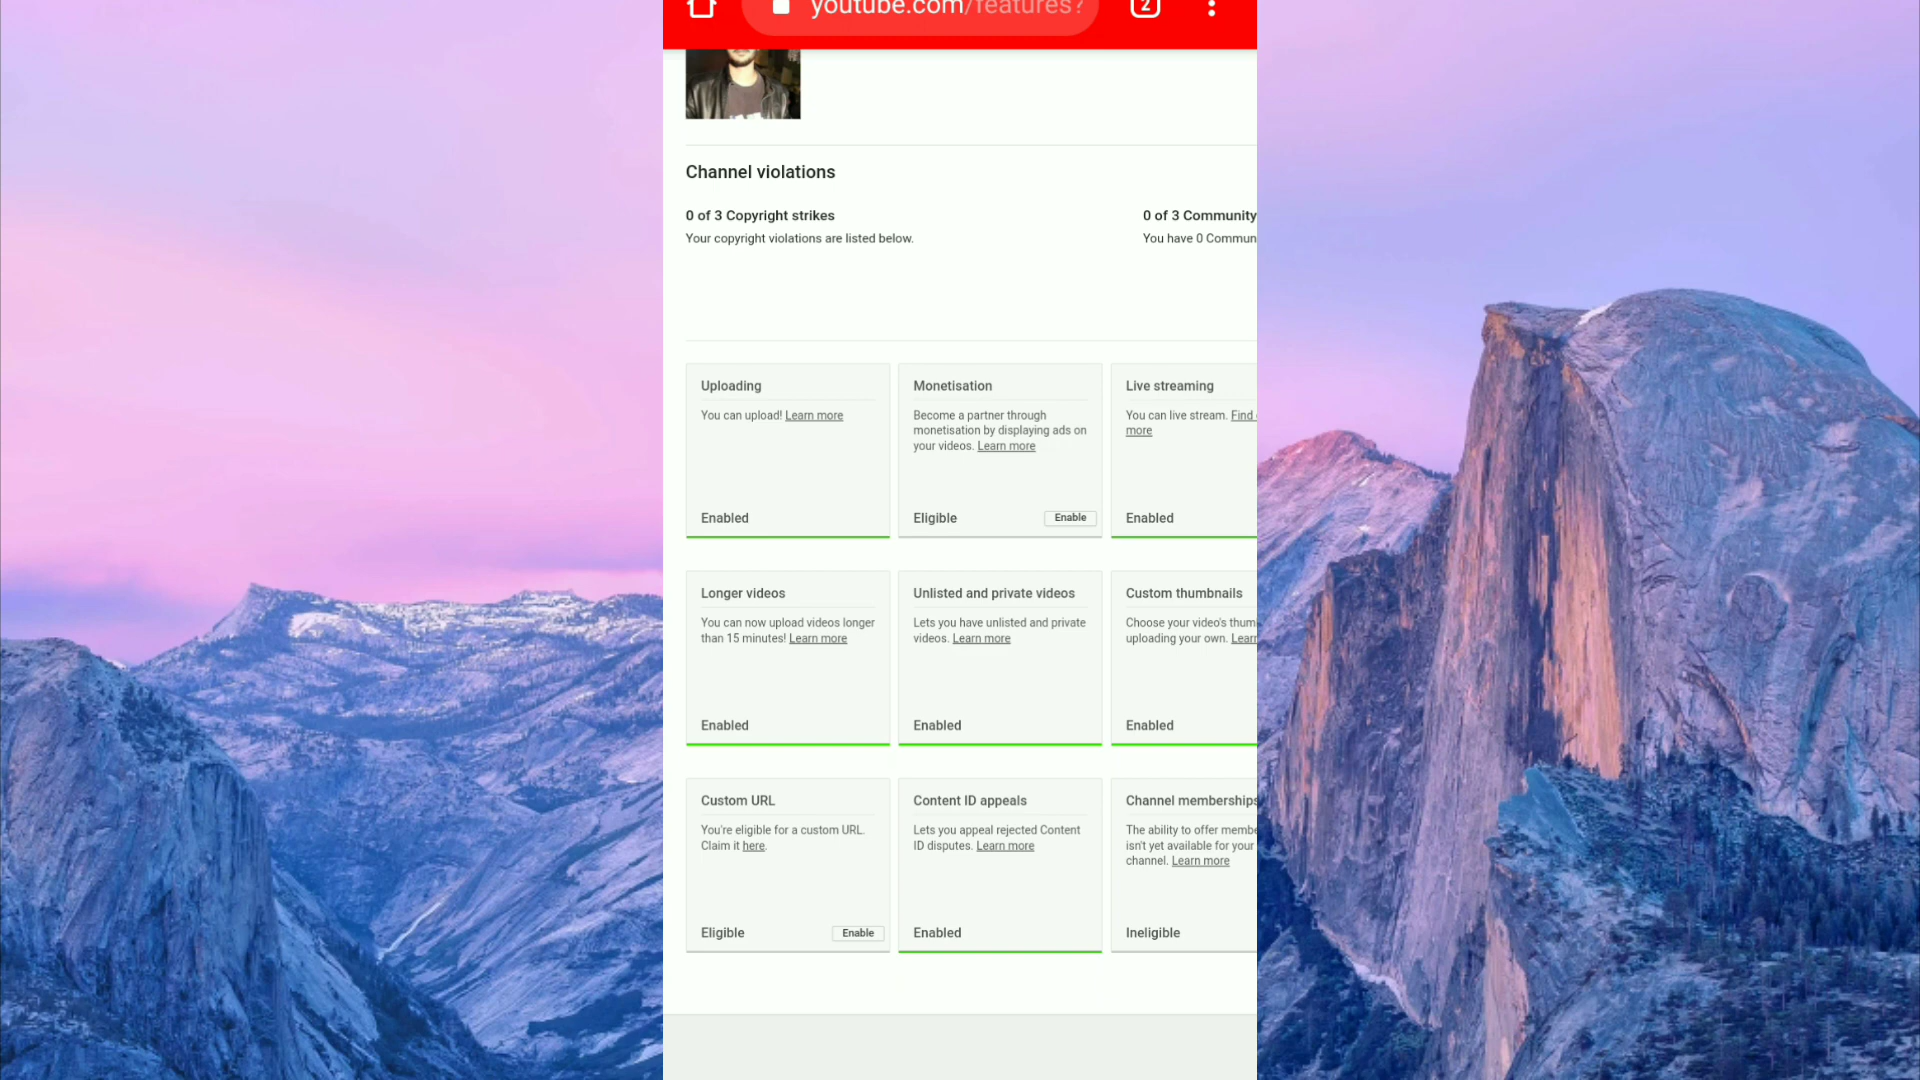 youtube.com/features?
2
Channel violations
0 of 3 Copyright strikes
Your copyright violations are listed below.
0 of 3 Community
You have 0 Commun
Uploading
You can upload! Learn more
Enabled
Monetisation
Become a partner through
monetisation by displaying ads on
your videos. Learn more
Eligible
Enable
Live streaming
You can live stream. Find
more
Enabled
Longer videos
You can now upload videos longer
than 15 minutes! Learn more
Enabled
Unlisted and private videos
Lets you have unlisted and private
videos. Learn more
Enabled
Custom thumbnails
Choose your video's thum
uploading your own. Lear
Enabled
Custom URL
You're eligible for a custom URL.
Claim it here.
Eligible
Enable
Content ID appeals
Lets you appeal rejected Content
ID disputes. Learn more
Enabled
Channel memberships
The ability to offer membe
isn't yet available for your
channel. Learn more
Ineligible